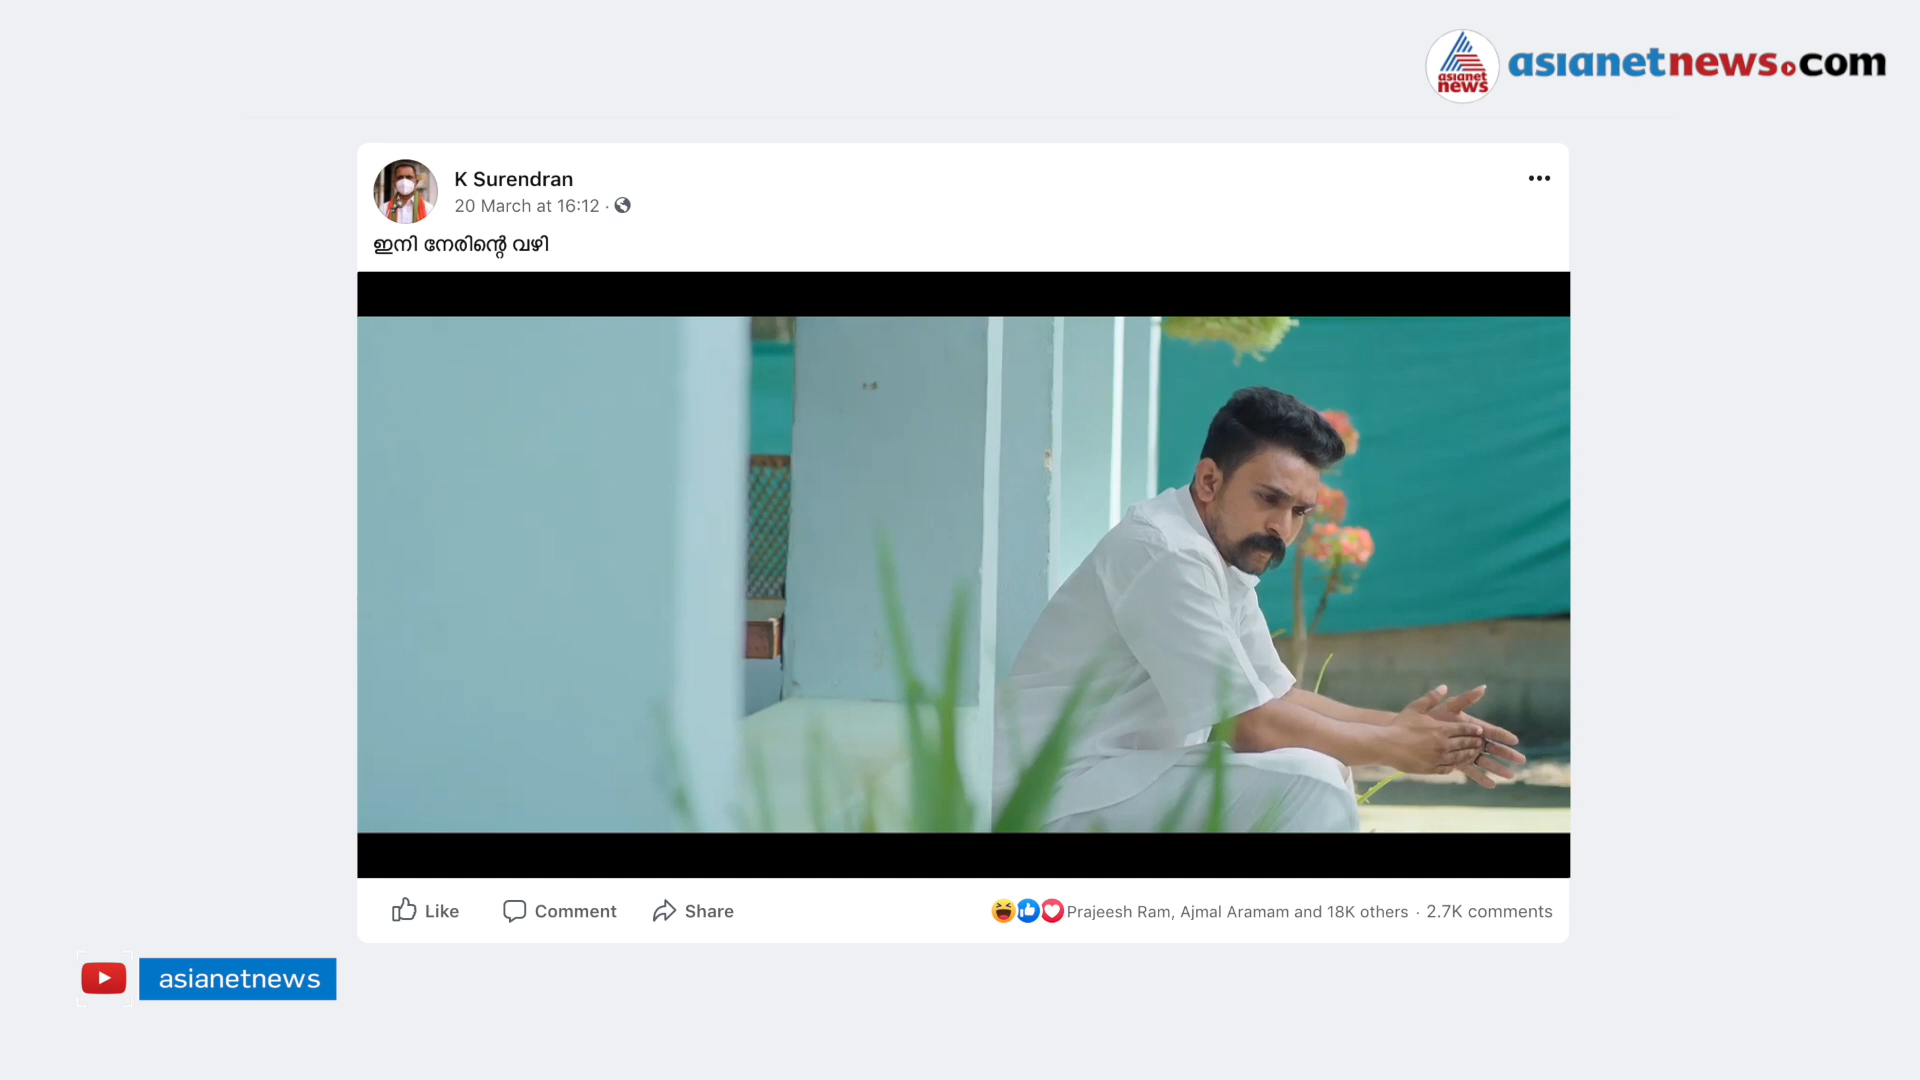 asianet
news
asianetnews.com
K Surendran
20 March at 16:12 ·
ഇനി നേരിന്റെ വഴി
Like
Comment
Share
Prajeesh Ram, Ajmal Aramam and 18K others · 2.7K comments
asianetnews